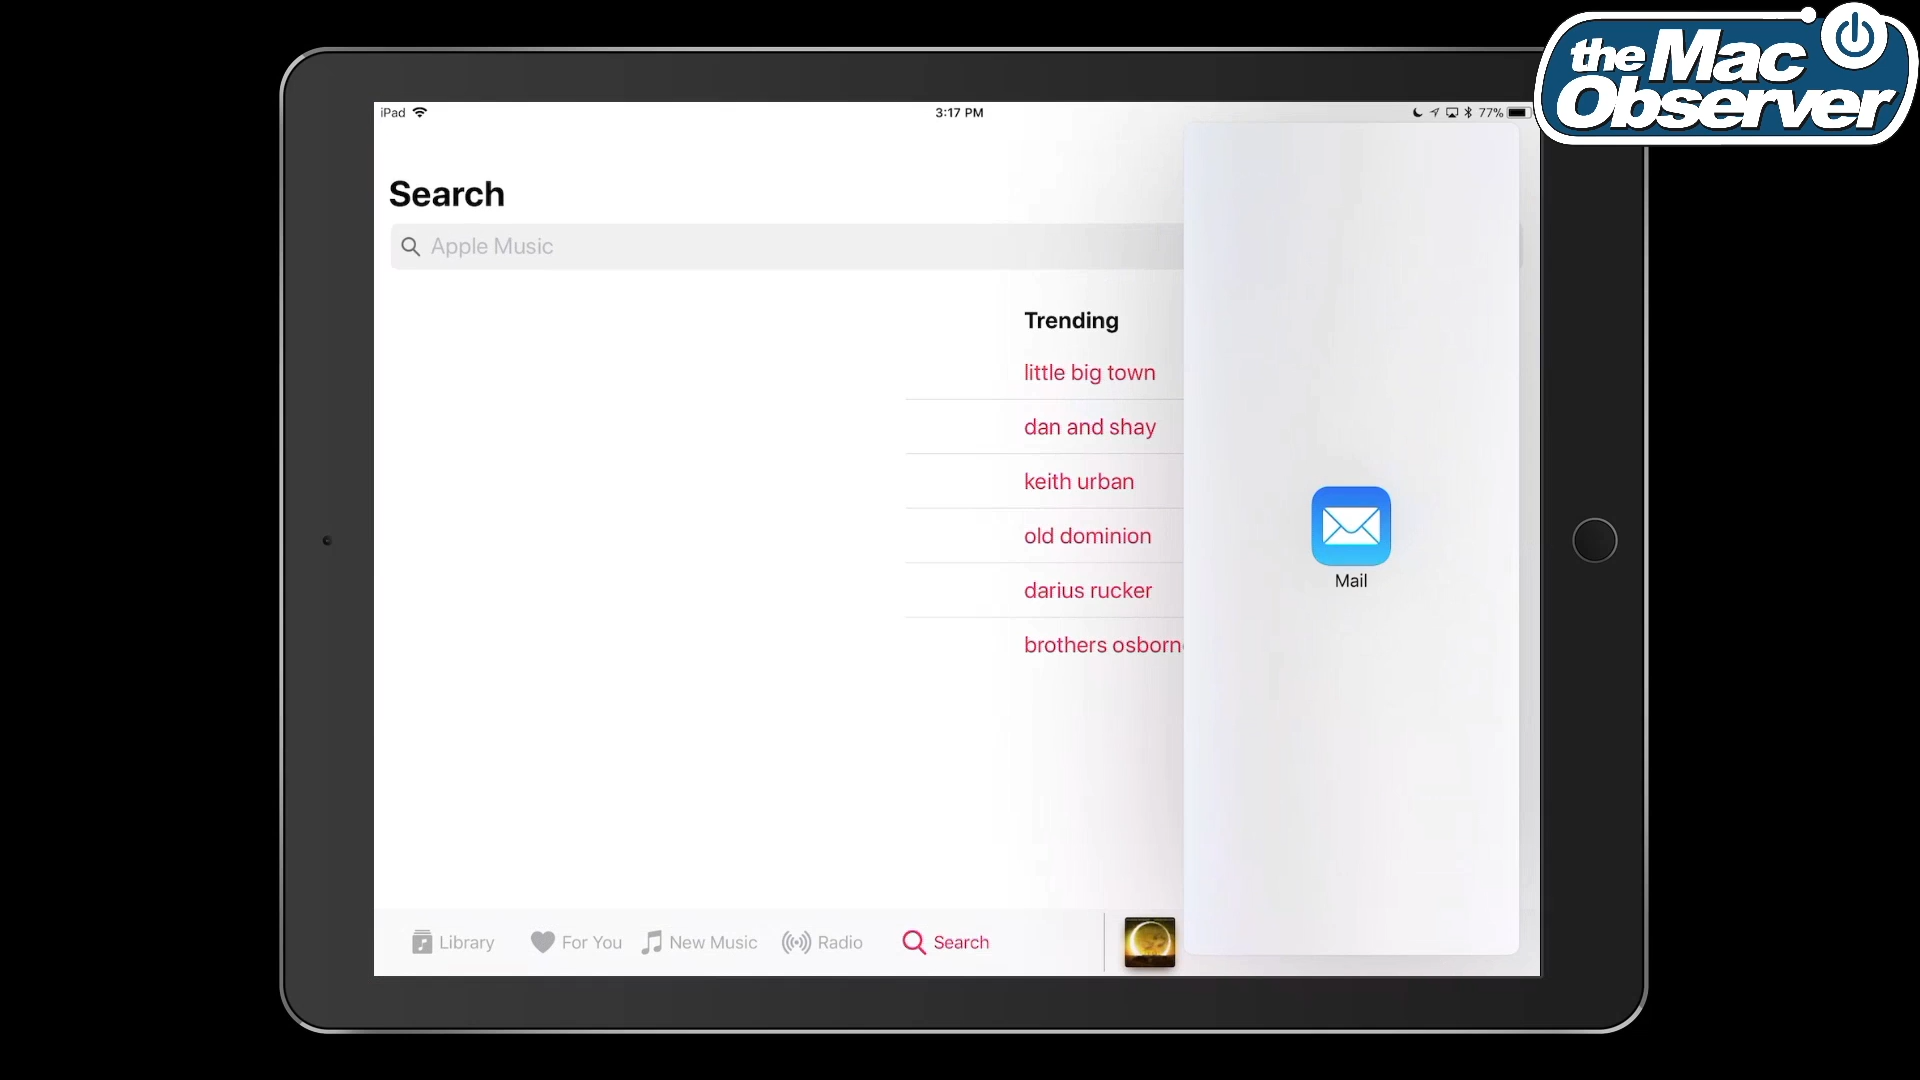 the Mac
Observer
iPad
3:17 PM
77%
Search
Apple Music
Trending
little big town
dan and shay
keith urban
old dominion
darius rucker
brothers osborn
Mail
Library
For You
New Music
Radio
Search